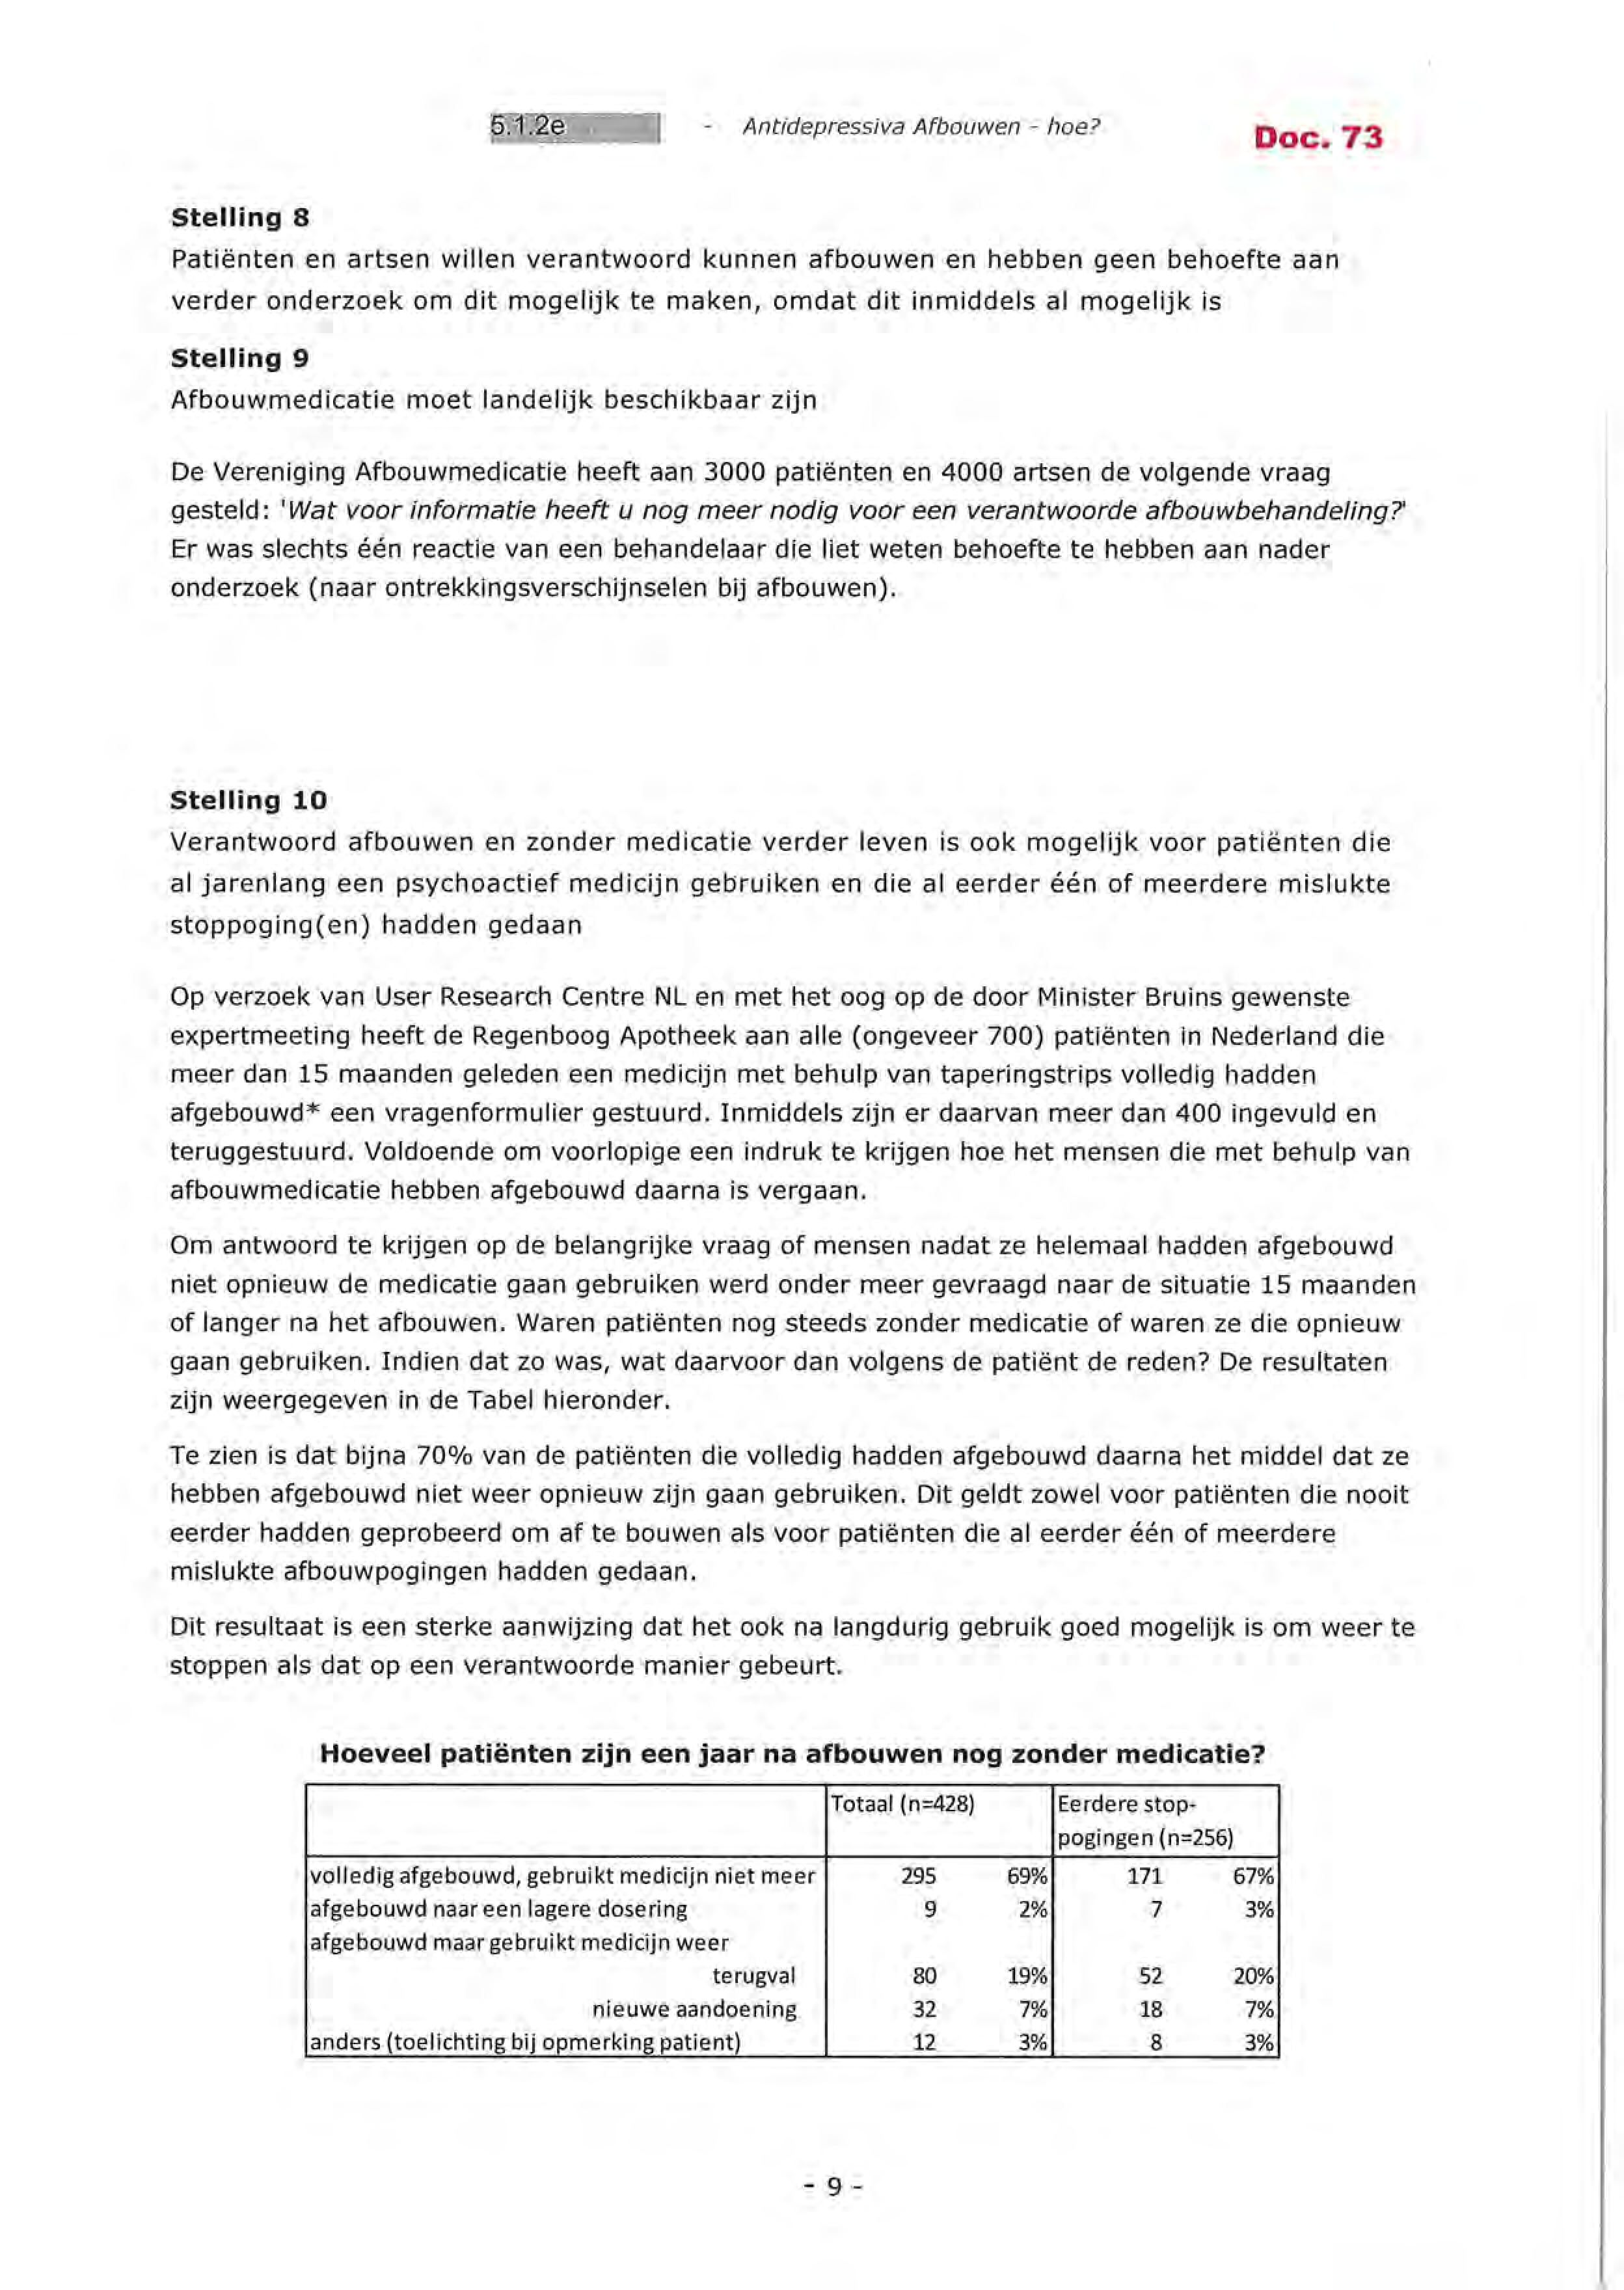 5.1.2e - Antidepressiva Afbouwen - hoe? Doc. 73
Stelling 8
Patiënten en artsen willen verantwoord kunnen afbouwen en hebben geen behoefte aan
verder onderzoek om dit mogelijk te maken, omdat dit inmiddels al mogelijk is
Stelling 9
Afbouwmedicatie moet landelijk beschikbaar zijn
De Vereniging Afbouwmedicatie heeft aan 3000 patiënten en 4000 artsen de volgende vraag
gesteld: 'Wat voor informatie heeft u nog meer nodig voor een verantwoorde afbouwbehandeling?'
Er was slechts één reactie van een behandelaar die liet weten behoefte te hebben aan nader
onderzoek (naar ontrekkingsverschijnselen bij afbouwen).
Stelling 10
Verantwoord afbouwen en zonder medicatie verder leven is ook mogelijk voor patiënten die
al jarenlang een psychoactief medicijn gebruiken en die al eerder één of meerdere mislukte
stoppoging(en) hadden gedaan
Op verzoek van User Research Centre NL en met het oog op de door Minister Bruins gewenste
expertmeeting heeft de Regenboog Apotheek aan alle (ongeveer 700) patiënten in Nederland die
meer dan 15 maanden geleden een medicijn met behulp van taperingstrips volledig hadden
afgebouwd* een vragenformulier gestuurd. Inmiddels zijn er daarvan meer dan 400 ingevuld en
teruggestuurd. Voldoende om voorlopige een indruk te krijgen hoe het mensen die met behulp van
afbouwmedicatie hebben afgebouwd daarna is vergaan.
Om antwoord te krijgen op de belangrijke vraag of mensen nadat ze helemaal hadden afgebouwd
niet opnieuw de medicatie gaan gebruiken werd onder meer gevraagd naar de situatie 15 maanden
of langer na het afbouwen. Waren patiënten nog steeds zonder medicatie of waren ze die opnieuw
gaan gebruiken. Indien dat zo was, wat daarvoor dan volgens de patiënt de reden? De resultaten
zijn weergegeven in de Tabel hieronder.
Te zien is dat bijna 70% van de patiënten die volledig hadden afgebouwd daarna het middel dat ze
hebben afgebouwd niet weer opnieuw zijn gaan gebruiken. Dit geldt zowel voor patiënten die nooit
eerder hadden geprobeerd om af te bouwen als voor patiënten die al eerder één of meerdere
mislukte afbouwpogingen hadden gedaan.
Dit resultaat is een sterke aanwijzing dat het ook na langdurig gebruik goed mogelijk is om weer te
stoppen als dat op een verantwoorde manier gebeurt.
Hoeveel patiënten zijn een jaar na afbouwen nog zonder medicatie?
Totaal (n=428) Eerdere stop-
pogingen (n=256)
volledig afgebouwd, gebruikt medicijn niet meer 295 69% 171 67%
afgebouwd naar een lagere dosering 9 2% 7 3%
afgebouwd maar gebruikt medicijn weer
terugval 80 19% 52 20%
nieuwe aandoening 32 7% 18 7%
anders (toelichting bij opmerking patient) 12 3% 8 3%
- 9 -